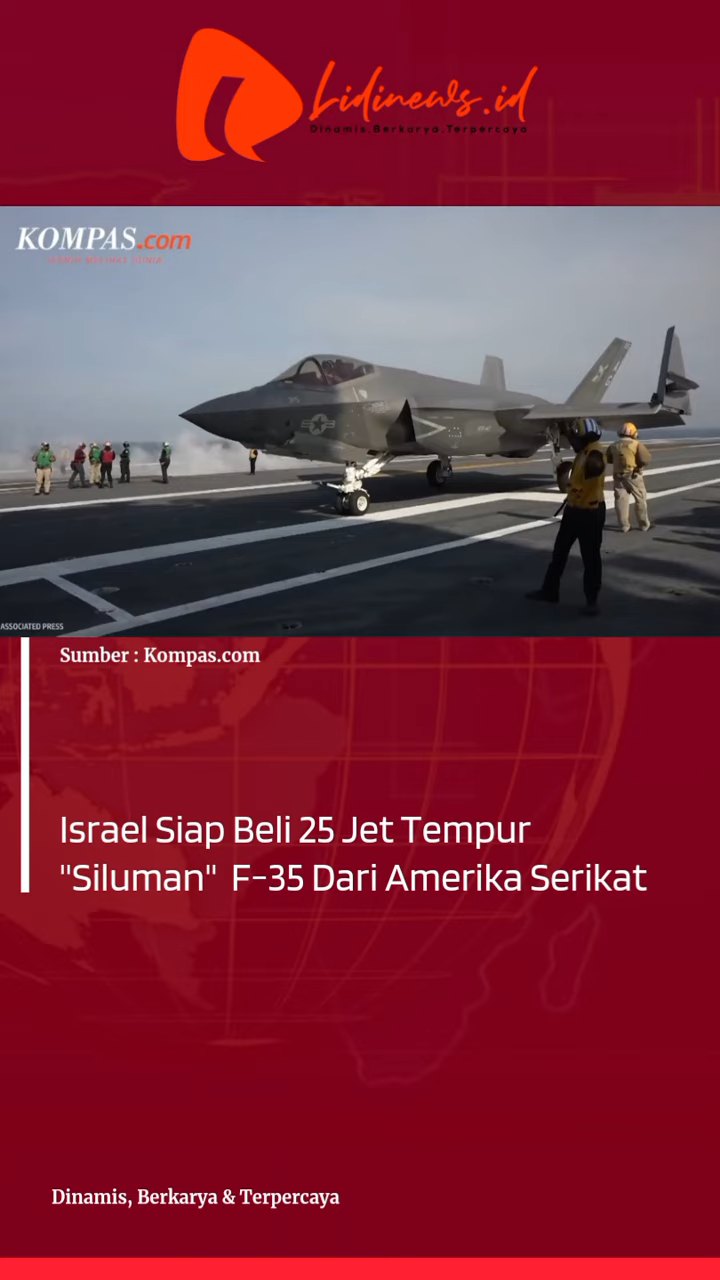 Lidinews.id
Dinamis,Berkarya,Terpercaya
KOMPAS.com
ASSOCIATED PRESS
Sumber : Kompas.com
Israel Siap Beli 25 Jet Tempur
"Siluman" F-35 Dari Amerika Serikat
Dinamis, Berkarya & Terpercaya